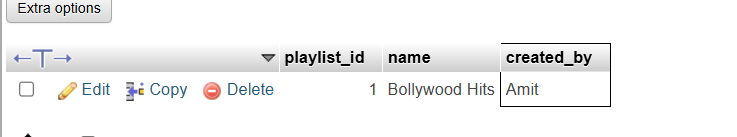 Extra options
←T→ playlist_id name created_by
Edit Copy Delete 1 Bollywood Hits Amit